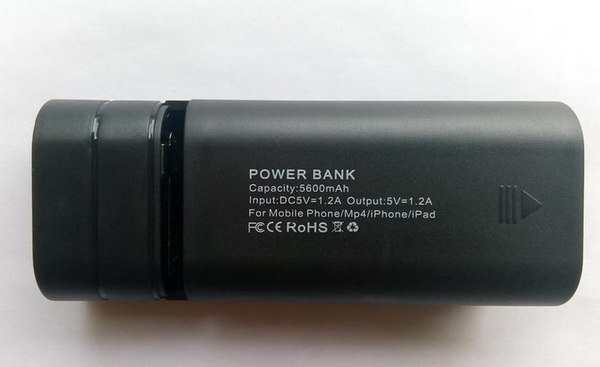 POWER BANK
Capacity:5600mAh
Input:DC5V=1.2A Output:5V=1.2A
For Mobile Phone/Mp4/iPhone/iPad
FC CE RoHS